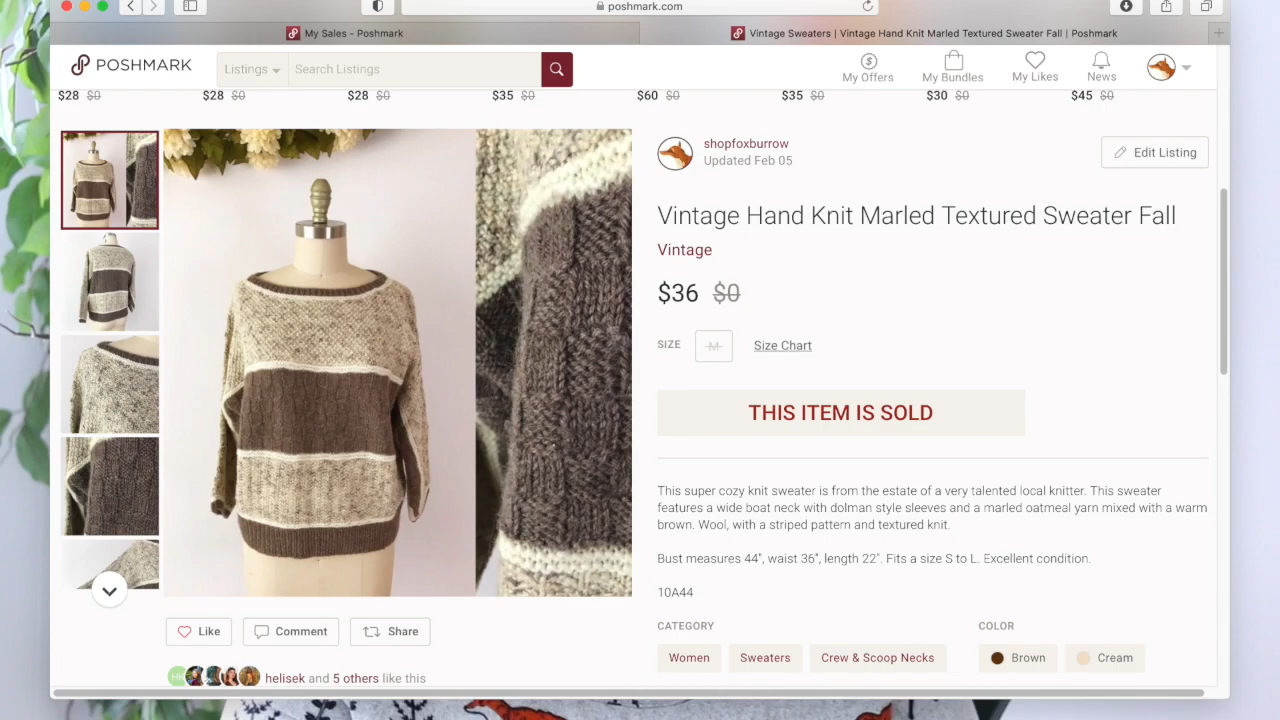 poshmark.com
My Sales - Poshmark
Vintage Sweaters | Vintage Hand Knit Marled Textured Sweater Fall | Poshmark
POSHMARK
Listings
Search Listings
My Offers
My Bundles
My Likes
News
$28 $0
$28 $0
$28 $0
$35 $0
$60 $0
$35 $0
$30 $0
$45 $0
shopfoxburrow
Updated Feb 05
Edit Listing
Vintage Hand Knit Marled Textured Sweater Fall
Vintage
$36 $0
SIZE
M
Size Chart
THIS ITEM IS SOLD
This super cozy knit sweater is from the estate of a very talented local knitter. This sweater
features a wide boat neck with dolman style sleeves and a marled oatmeal yarn mixed with a warm
brown. Wool, with a striped pattern and textured knit.
Bust measures 44", waist 36", length 22". Fits a size S to L. Excellent condition.
10A44
CATEGORY
Women
Sweaters
Crew & Scoop Necks
COLOR
Brown
Cream
Like
Comment
Share
helisek and 5 others like this